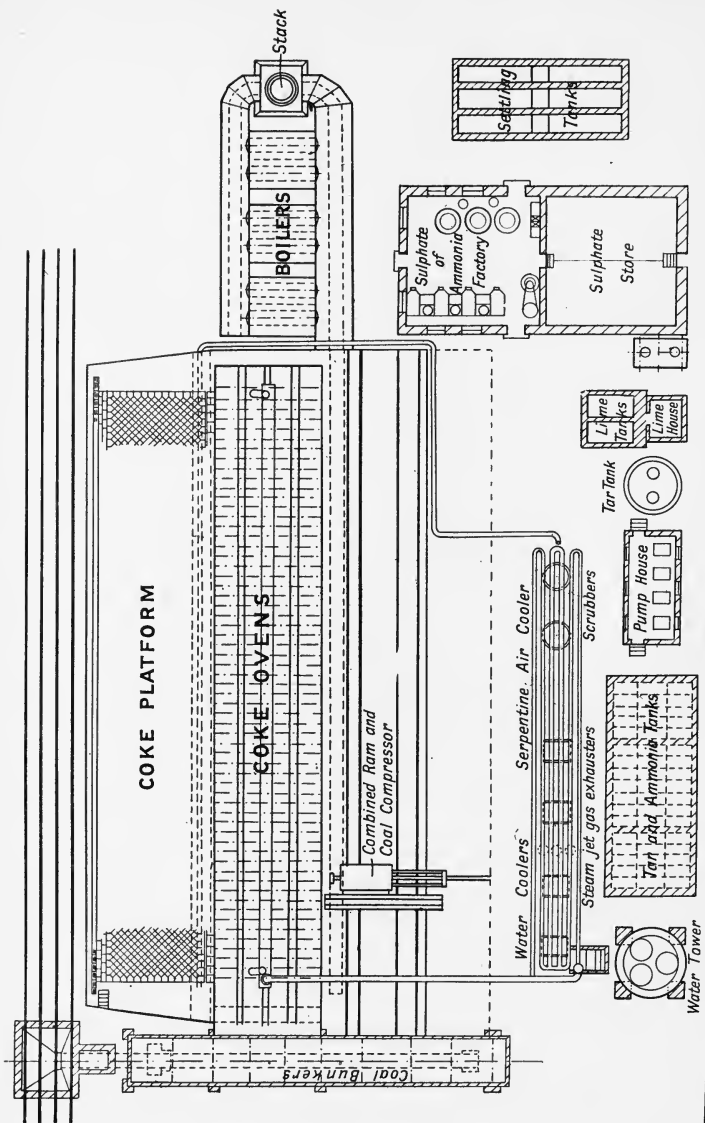 Stack
BOILERS
Settling
Tanks
Sulphate
of
Ammonia
Factory
Sulphate
Store
COKE PLATFORM
COKE OVENS
Combined Ram and
Coal Compressor
Coal Bunkers
Water Coolers
Serpentine Air Cooler
Steam jet gas exhausters
Scrubbers
Lime
Tanks
Lime
House
Tar Tank
Pump House
Tar and Ammonia Tanks
Water Tower